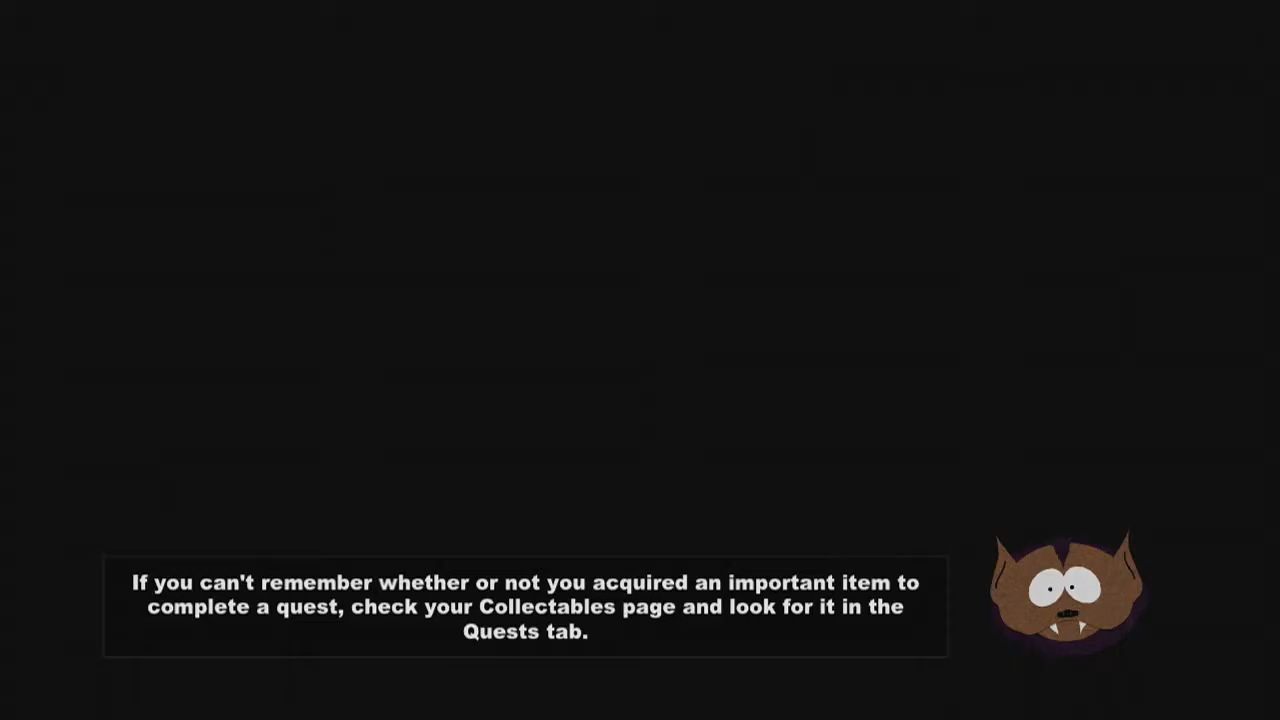 If you can't remember whether or not you acquired an important item to
complete a quest, check your Collectables page and look for it in the
Quests tab.